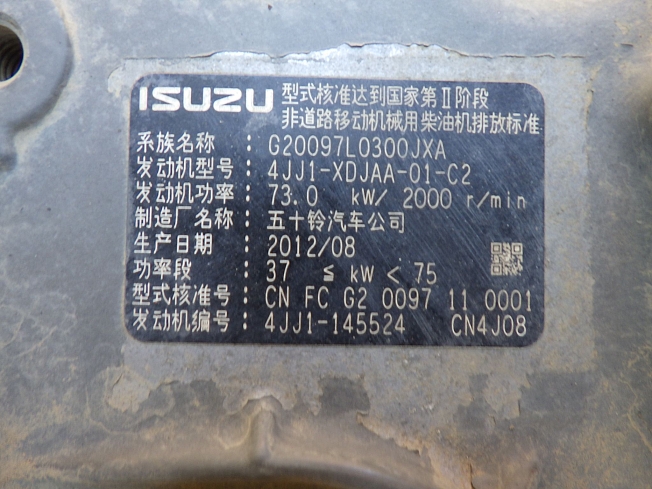 ISUZU 型式核准达到国家第Ⅱ阶段
非道路移动机械用柴油机排放标准
系族名称 : G20097L0300JXA
发动机型号 : 4JJ1-XDJAA-01-C2
发动机功率 : 73.0 kW/ 2000 r/min
制造厂名称 : 五十铃汽车公司
生产日期 : 2012/08
功率段 : 37 ≤ kW < 75
型式核准号 : CN FC G2 0097 11 0001
发动机编号 : 4JJ1-145524 CN4J08